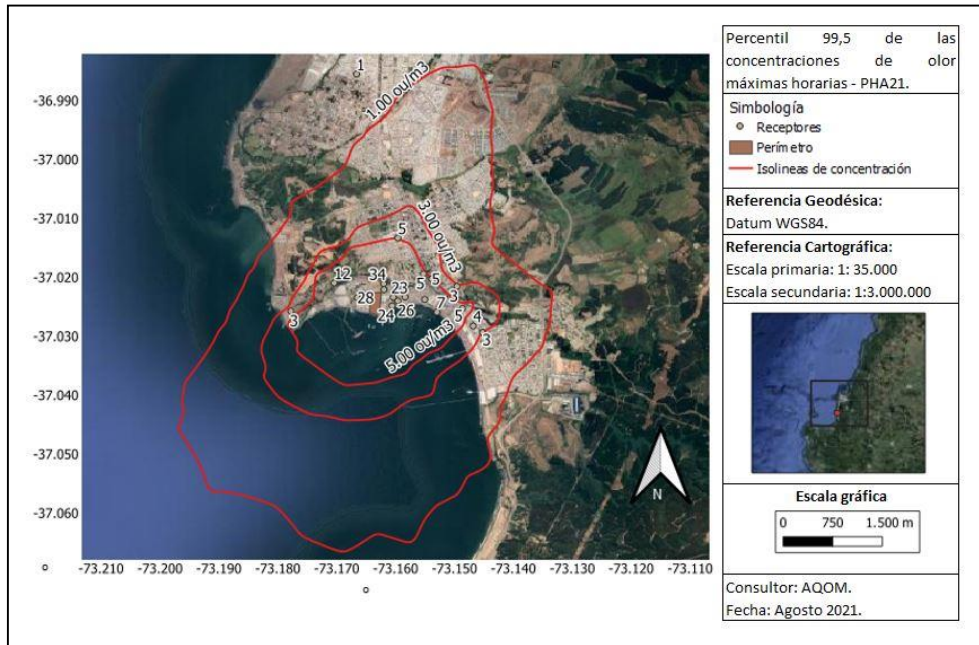 Percentil 99,5 de las
concentraciones de olor
máximas horarias - PHA21.
Simbología
Receptores
Perímetro
Isolineas de concentración
Referencia Geodésica:
Datum WGS84.
Referencia Cartográfica:
Escala primaria: 1: 35.000
Escala secundaria: 1:3.000.000
Escala gráfica
0 750 1.500 m
Consultor: AQOM.
Fecha: Agosto 2021.
-36.990
-37.000
-37.010
-37.020
-37.030
-37.040
-37.050
-37.060
-73.210 -73.200 -73.190 -73.180 -73.170 -73.160 -73.150 -73.140 -73.130 -73.120 -73.110
1
1.00 ou/m3
3.00 ou/m3
5
12 34 5 5
28 23 3
24 26 7 5 4
3
3
5.00 ou/m3
N